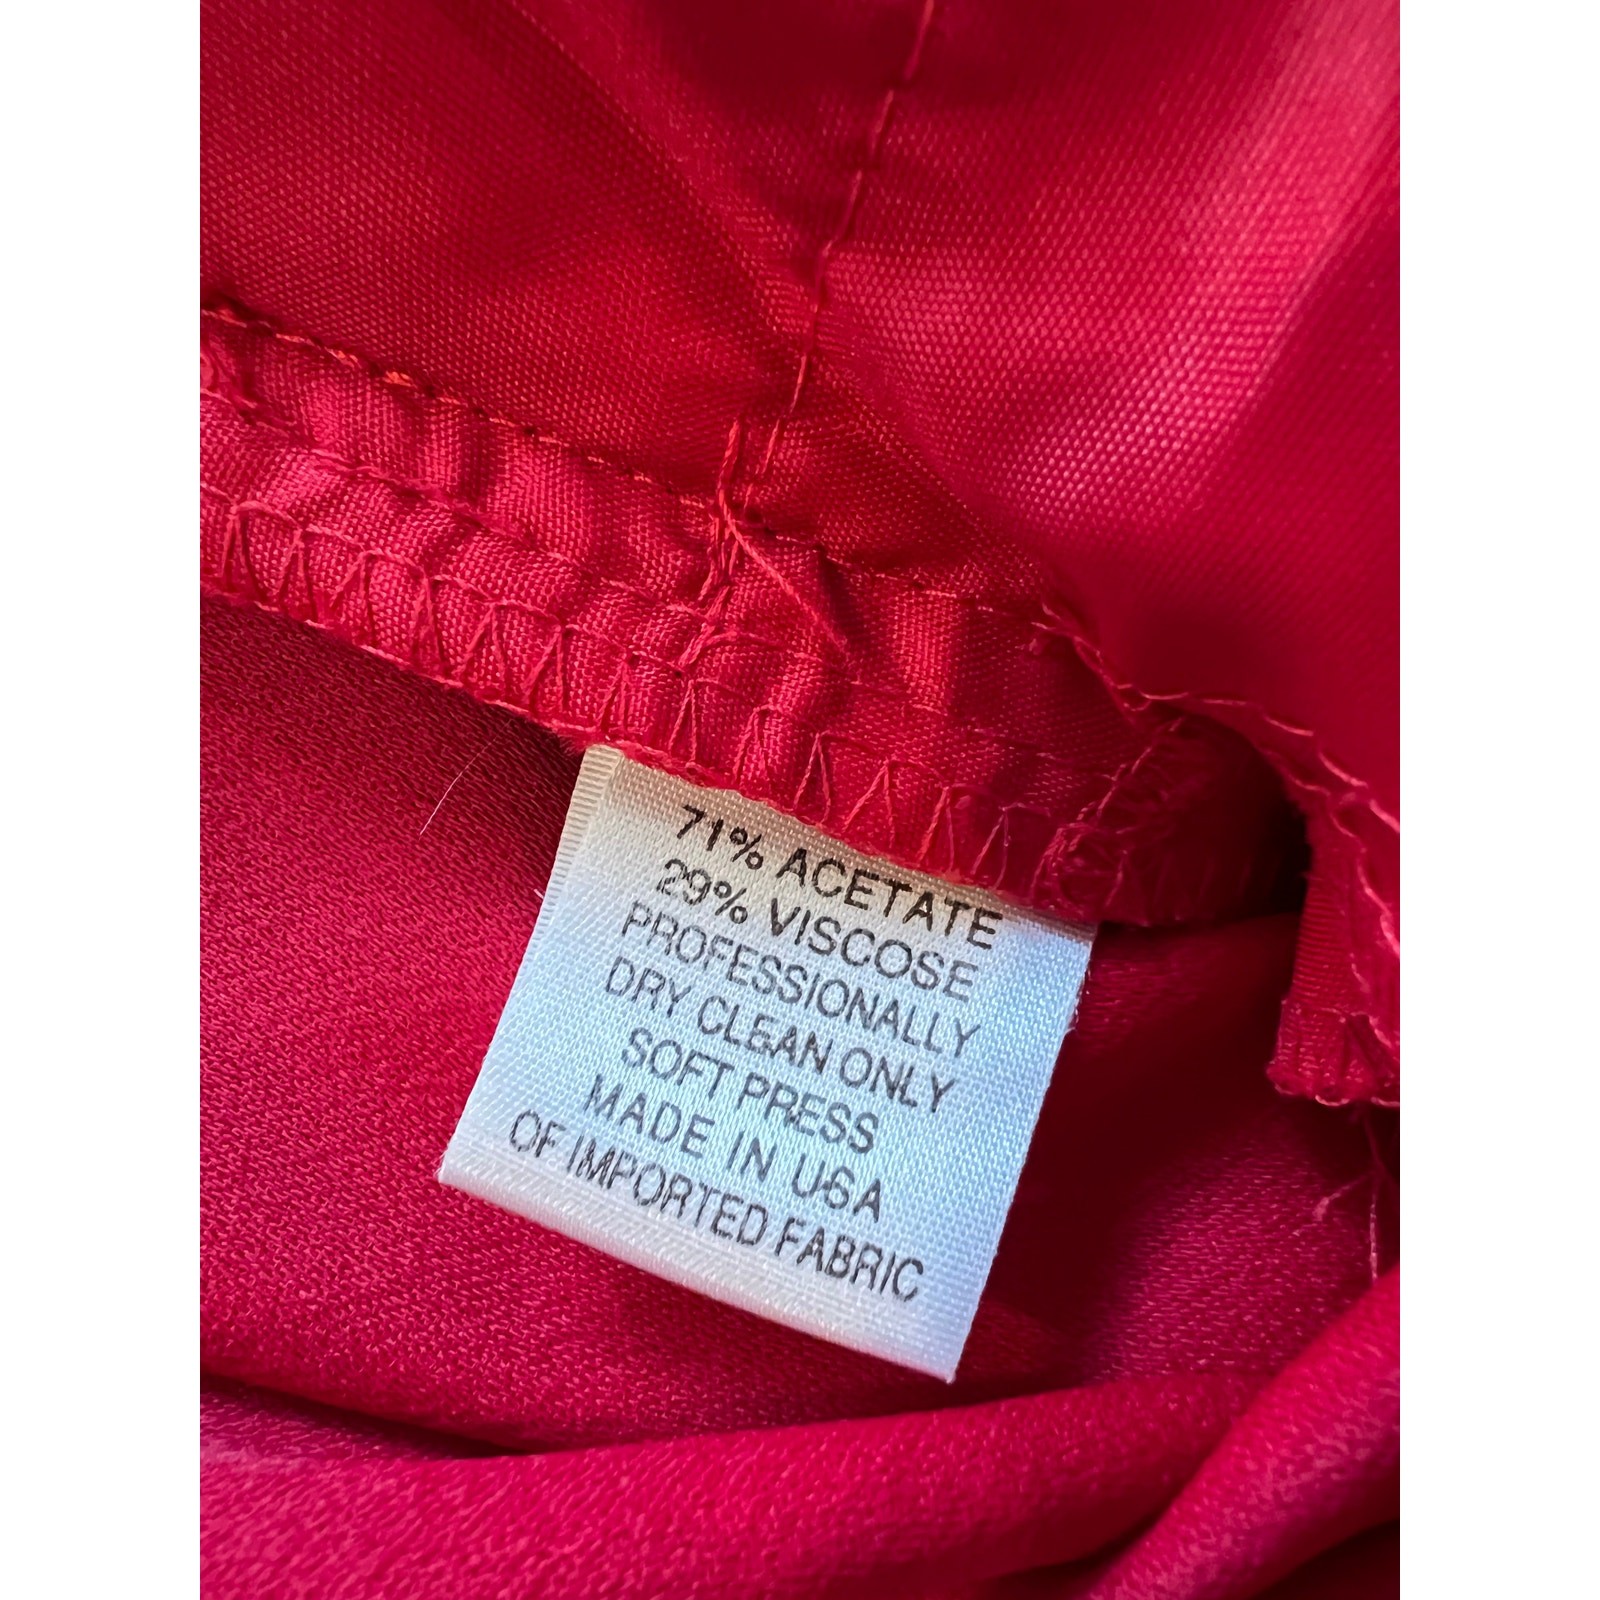 71% ACETATE
29% VISCOSE
PROFESSIONALLY
DRY CLEAN ONLY
SOFT PRESS
MADE IN USA
OF IMPORTED FABRIC